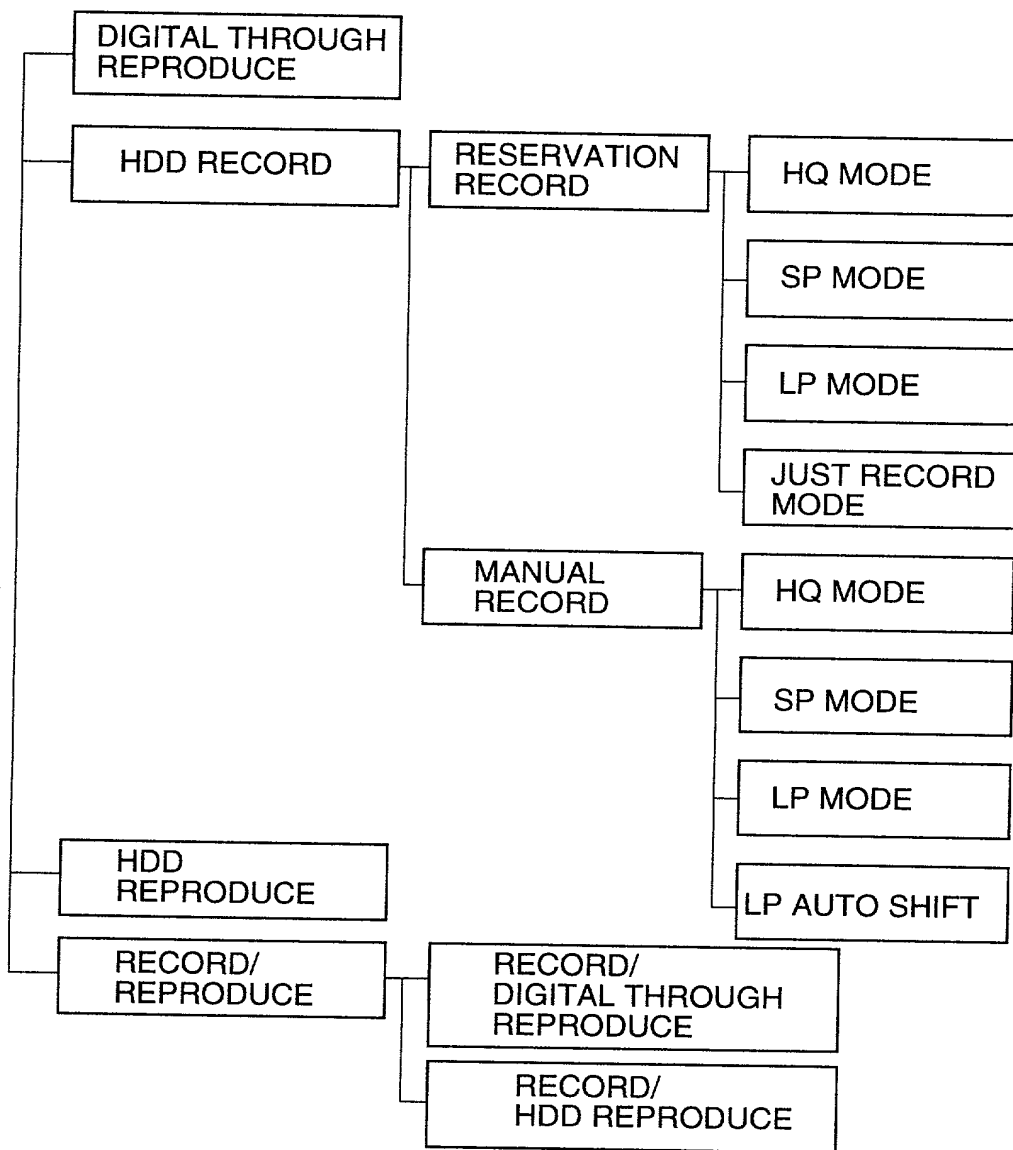 DIGITAL THROUGH
REPRODUCE
HDD RECORD
RESERVATION
RECORD
HQ MODE
SP MODE
LP MODE
JUST RECORD
MODE
MANUAL
RECORD
HQ MODE
SP MODE
LP MODE
LP AUTO SHIFT
HDD
REPRODUCE
RECORD/
REPRODUCE
RECORD/
DIGITAL THROUGH
REPRODUCE
RECORD/
HDD REPRODUCE